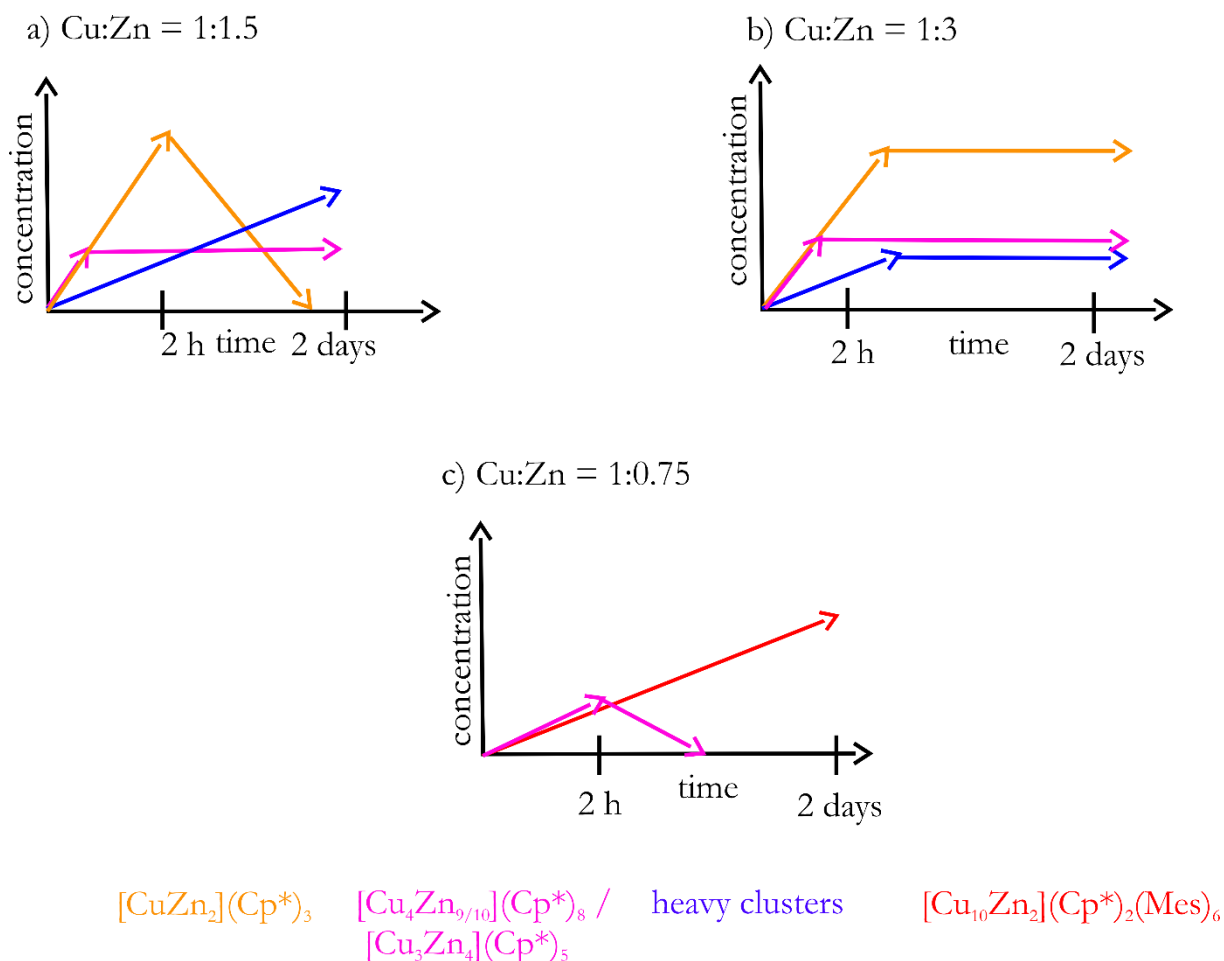 a) Cu:Zn = 1:1.5
concentration
2 h time 2 days
b) Cu:Zn = 1:3
concentration
2 h time 2 days
c) Cu:Zn = 1:0.75
concentration
2 h time 2 days
[CuZn₂](Cp*)₃
[Cu₄Zn₉/₁₀](Cp*)₈ /
[Cu₃Zn₄](Cp*)₅
heavy clusters
[Cu₁₀Zn₂](Cp*)₂(Mes)₆